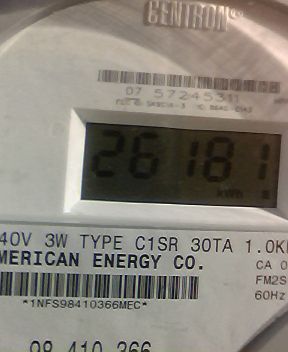 CENTRON®
07 57245311
26181
kWh
40V 3W TYPE C1SR 30TA 1.0K
MERICAN ENERGY CO.
CA 0
FM2S
60Hz
*1NFS98410366MEC*
98 410 366